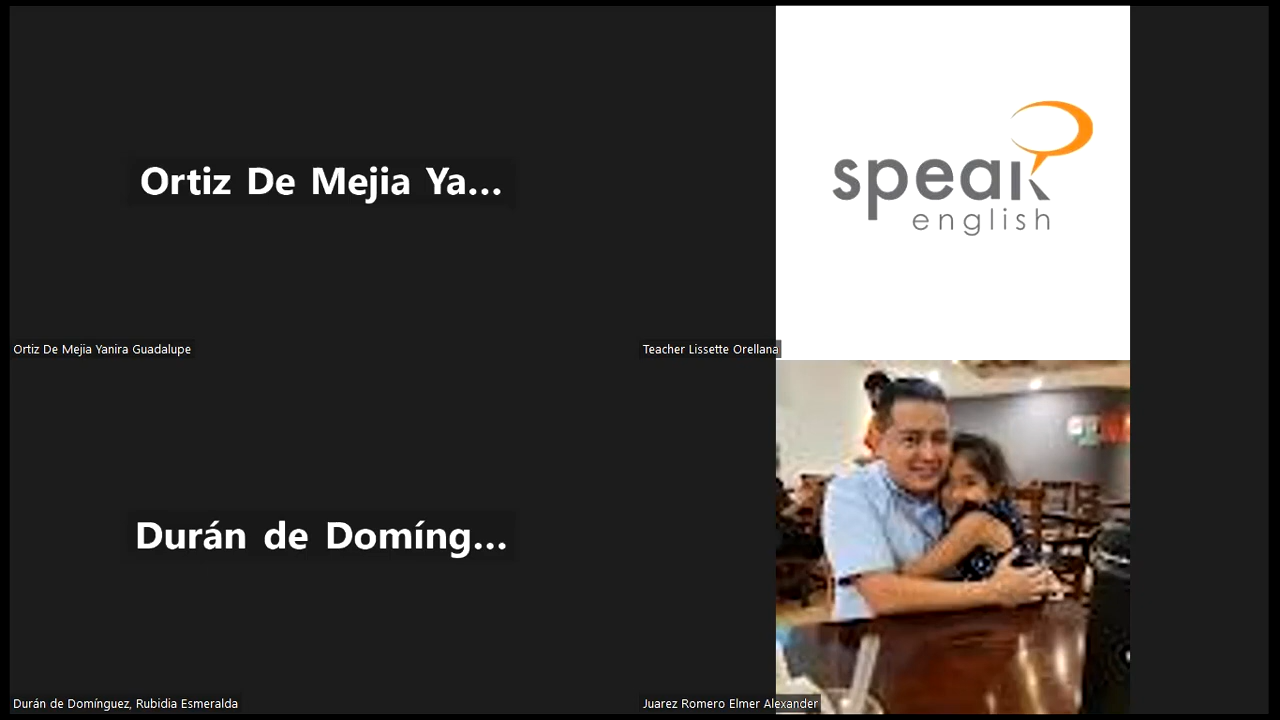 Ortiz De Mejia Ya...
speak
english
Ortiz De Mejia Yanira Guadalupe
Teacher Lissette Orellana
Durán de Domíng...
Durán de Domínguez, Rubidia Esmeralda
Juarez Romero Elmer Alexander